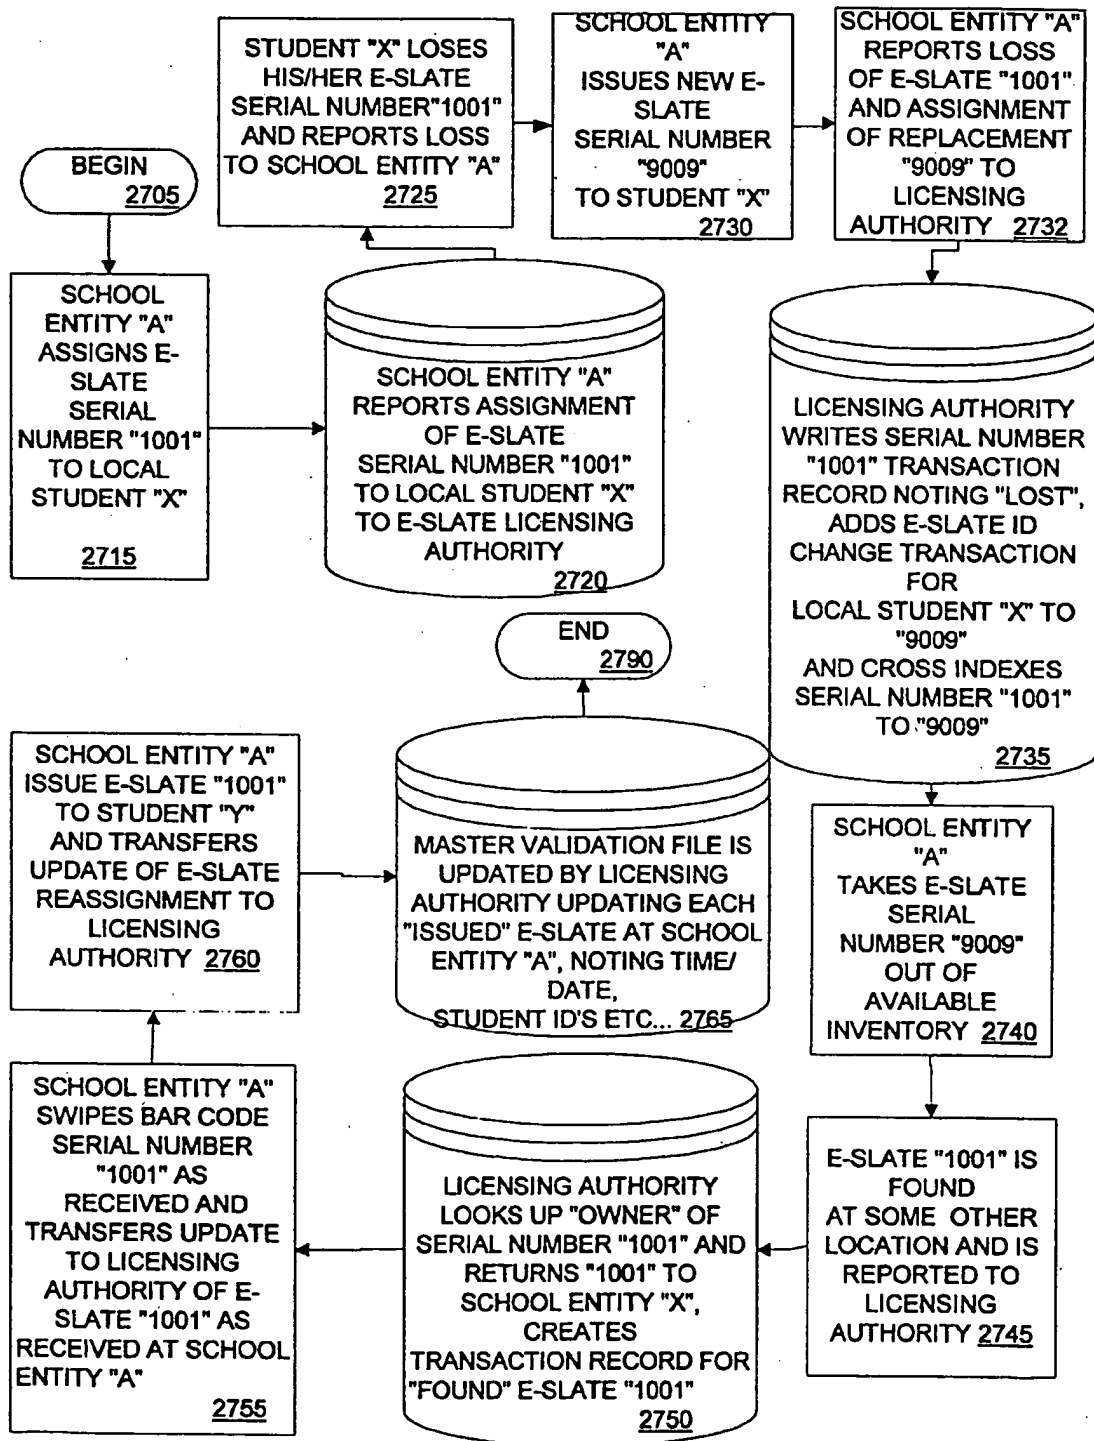 BEGIN
2705
SCHOOL
ENTITY "A"
ASSIGNS E-
SLATE
SERIAL
NUMBER "1001"
TO LOCAL
STUDENT "X"
2715
SCHOOL ENTITY "A"
REPORTS ASSIGNMENT
OF E-SLATE
SERIAL NUMBER "1001"
TO LOCAL STUDENT "X"
TO E-SLATE LICENSING
AUTHORITY
2720
STUDENT "X" LOSES
HIS/HER E-SLATE
SERIAL NUMBER"1001"
AND REPORTS LOSS
TO SCHOOL ENTITY "A"
2725
SCHOOL ENTITY
"A"
ISSUES NEW E-
SLATE
SERIAL NUMBER
"9009"
TO STUDENT "X"
2730
SCHOOL ENTITY "A"
REPORTS LOSS
OF E-SLATE "1001"
AND ASSIGNMENT
OF REPLACEMENT
"9009" TO
LICENSING
AUTHORITY 2732
LICENSING AUTHORITY
WRITES SERIAL NUMBER
"1001" TRANSACTION
RECORD NOTING "LOST",
ADDS E-SLATE ID
CHANGE TRANSACTION
FOR
LOCAL STUDENT "X" TO
"9009"
AND CROSS INDEXES
SERIAL NUMBER "1001"
TO "9009"
2735
SCHOOL ENTITY
"A"
TAKES E-SLATE
SERIAL
NUMBER "9009"
OUT OF
AVAILABLE
INVENTORY 2740
E-SLATE "1001" IS
FOUND
AT SOME OTHER
LOCATION AND IS
REPORTED TO
LICENSING
AUTHORITY 2745
LICENSING AUTHORITY
LOOKS UP "OWNER" OF
SERIAL NUMBER "1001" AND
RETURNS "1001" TO
SCHOOL ENTITY "X",
CREATES
TRANSACTION RECORD FOR
"FOUND" E-SLATE "1001"
2750
SCHOOL ENTITY "A"
SWIPES BAR CODE
SERIAL NUMBER
"1001" AS
RECEIVED AND
TRANSFERS UPDATE
TO LICENSING
AUTHORITY OF E-
SLATE "1001" AS
RECEIVED AT SCHOOL
ENTITY "A"
2755
SCHOOL ENTITY "A"
ISSUE E-SLATE "1001"
TO STUDENT "Y"
AND TRANSFERS
UPDATE OF E-SLATE
REASSIGNMENT TO
LICENSING
AUTHORITY 2760
MASTER VALIDATION FILE IS
UPDATED BY LICENSING
AUTHORITY UPDATING EACH
"ISSUED" E-SLATE AT SCHOOL
ENTITY "A", NOTING TIME/
DATE,
STUDENT ID'S ETC... 2765
END
2790